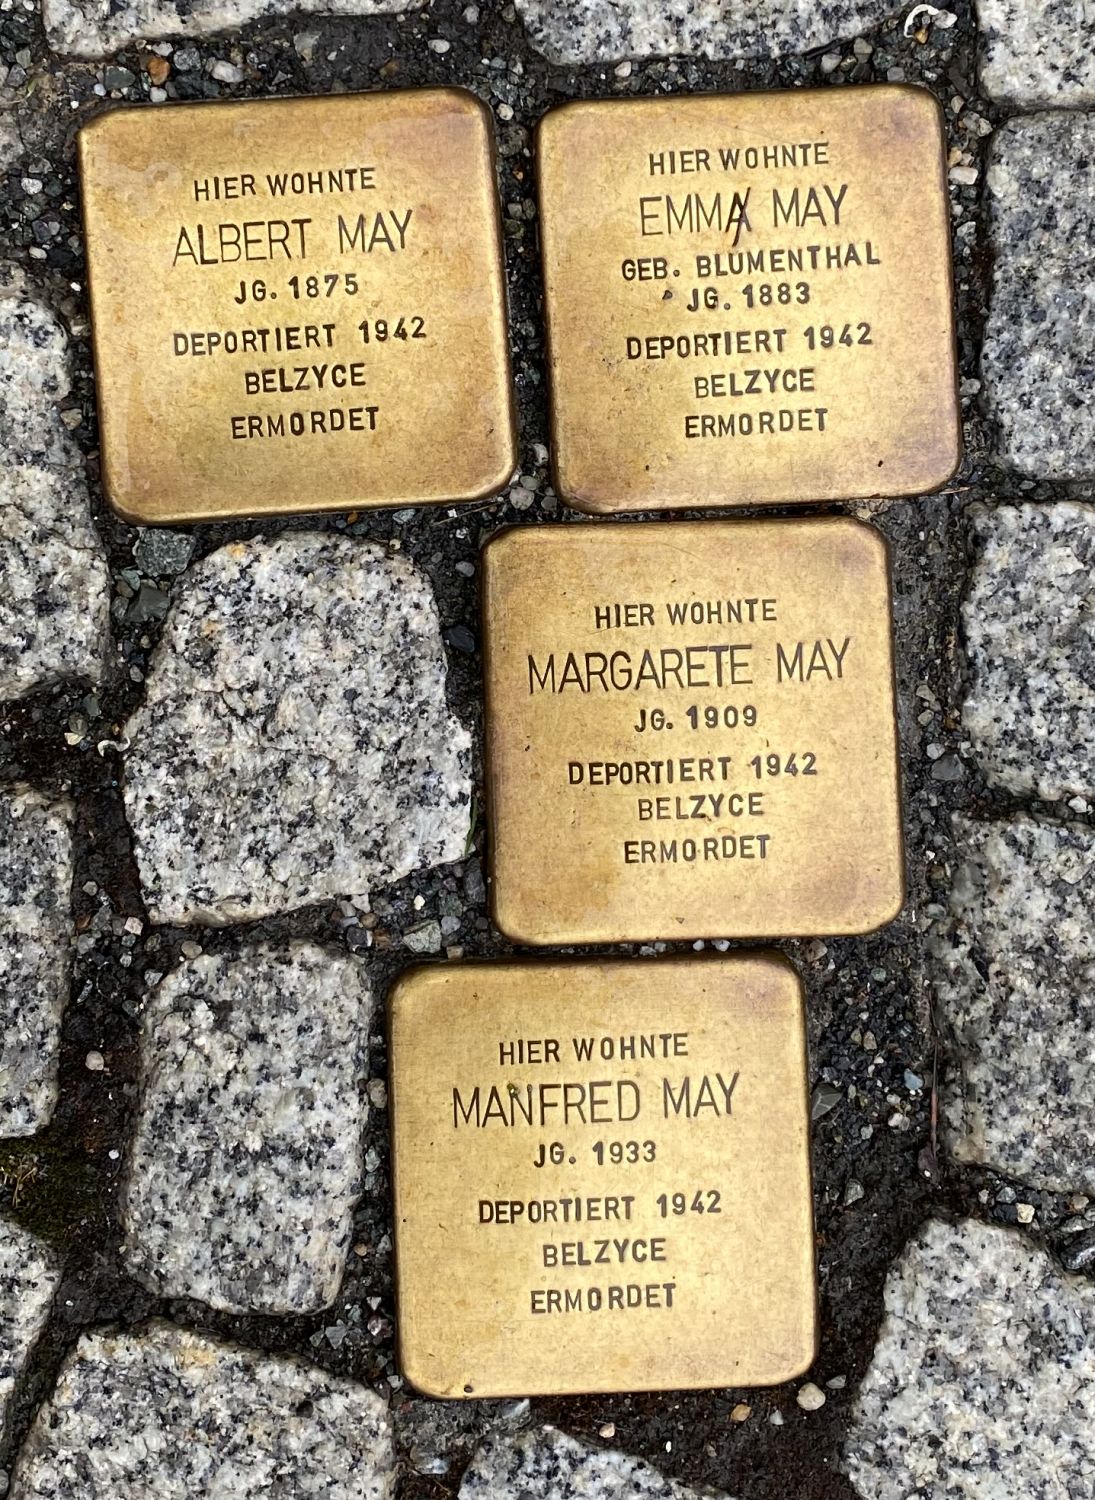 HIER WOHNTE
ALBERT MAY
JG. 1875
DEPORTIERT 1942
BELZYCE
ERMORDET
HIER WOHNTE
EMMA MAY
GEB. BLUMENTHAL
JG. 1883
DEPORTIERT 1942
BELZYCE
ERMORDET
HIER WOHNTE
MARGARETE MAY
JG. 1909
DEPORTIERT 1942
BELZYCE
ERMORDET
HIER WOHNTE
MANFRED MAY
JG. 1933
DEPORTIERT 1942
BELZYCE
ERMORDET